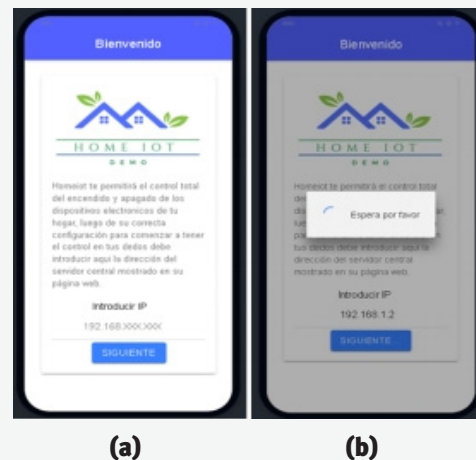 Bienvenido
HOME IOT
DEMO
Homeiot te permitirá el control total
del encendido y apagado de los
dispositivos electronicos de tu
hogar, luego de su correcta
configuración para comenzar a tener
el control en tus dedos debe
introducir aqui la dirección del
servidor central mostrado en su
página web.
Introducir IP
192.168.XXX.XXX
SIGUIENTE
(a)
Bienvenido
HOME IOT
DEMO
Homeiot te permitirá el control total
Espera por favor
tus dedos debe introducir aqui la
dirección del servidor central
mostrado en su página web.
Introducir IP
192.168.1.2
SIGUIENTE...
(b)